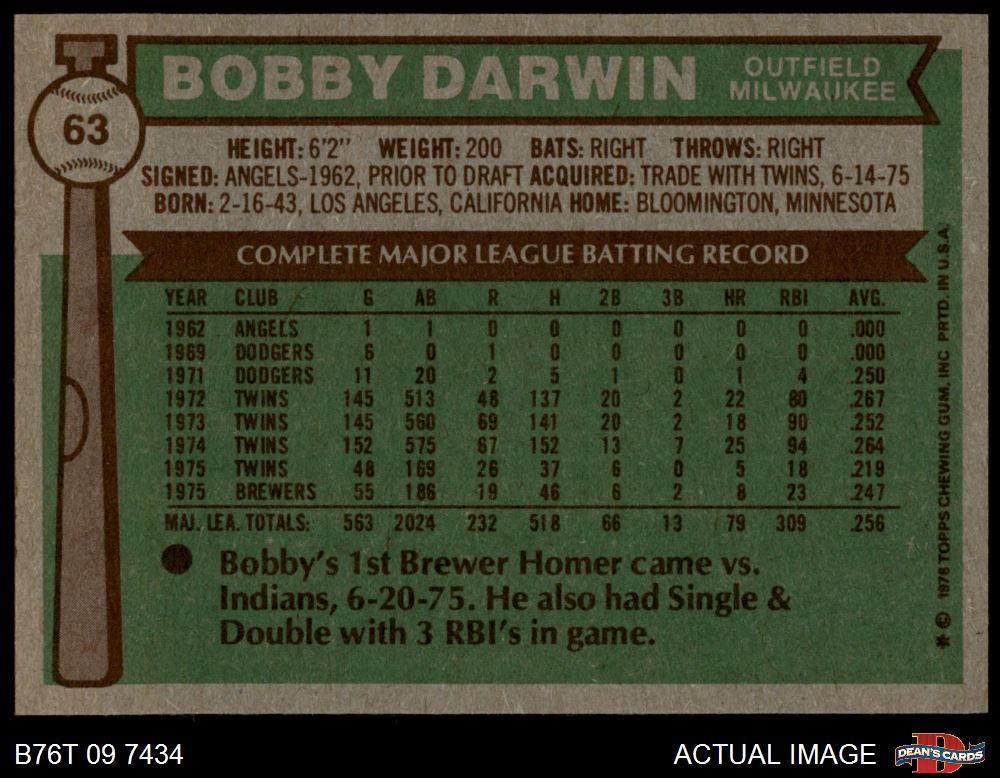 63
BOBBY DARWIN
OUTFIELD
MILWAUKEE
HEIGHT: 6'2" WEIGHT: 200 BATS: RIGHT THROWS: RIGHT
SIGNED: ANGELS-1962, PRIOR TO DRAFT ACQUIRED: TRADE WITH TWINS, 6-14-75
BORN: 2-16-43, LOS ANGELES, CALIFORNIA HOME: BLOOMINGTON, MINNESOTA
COMPLETE MAJOR LEAGUE BATTING RECORD
YEAR CLUB G AB R H 2B 3B HR RBI AVG.
1962 ANGELS 1 1 0 0 0 0 0 0 .000
1969 DODGERS 6 0 1 0 0 0 0 0 .000
1971 DODGERS 11 20 2 5 1 0 1 4 .250
1972 TWINS 145 513 48 137 20 2 22 80 .267
1973 TWINS 145 560 69 141 20 2 18 90 .252
1974 TWINS 152 575 67 152 13 7 25 94 .264
1975 TWINS 48 169 26 37 6 0 5 18 .219
1975 BREWERS 55 186 19 46 6 2 8 23 .247
MAJ. LEA. TOTALS: 563 2024 232 518 66 13 79 309 .256
Bobby's 1st Brewer Homer came vs.
Indians, 6-20-75. He also had Single &
Double with 3 RBI's in game.
* © 1976 TOPPS CHEWING GUM, INC PRTD. IN U.S.A.
B76T 09 7434
ACTUAL IMAGE
DEAN'S CARDS